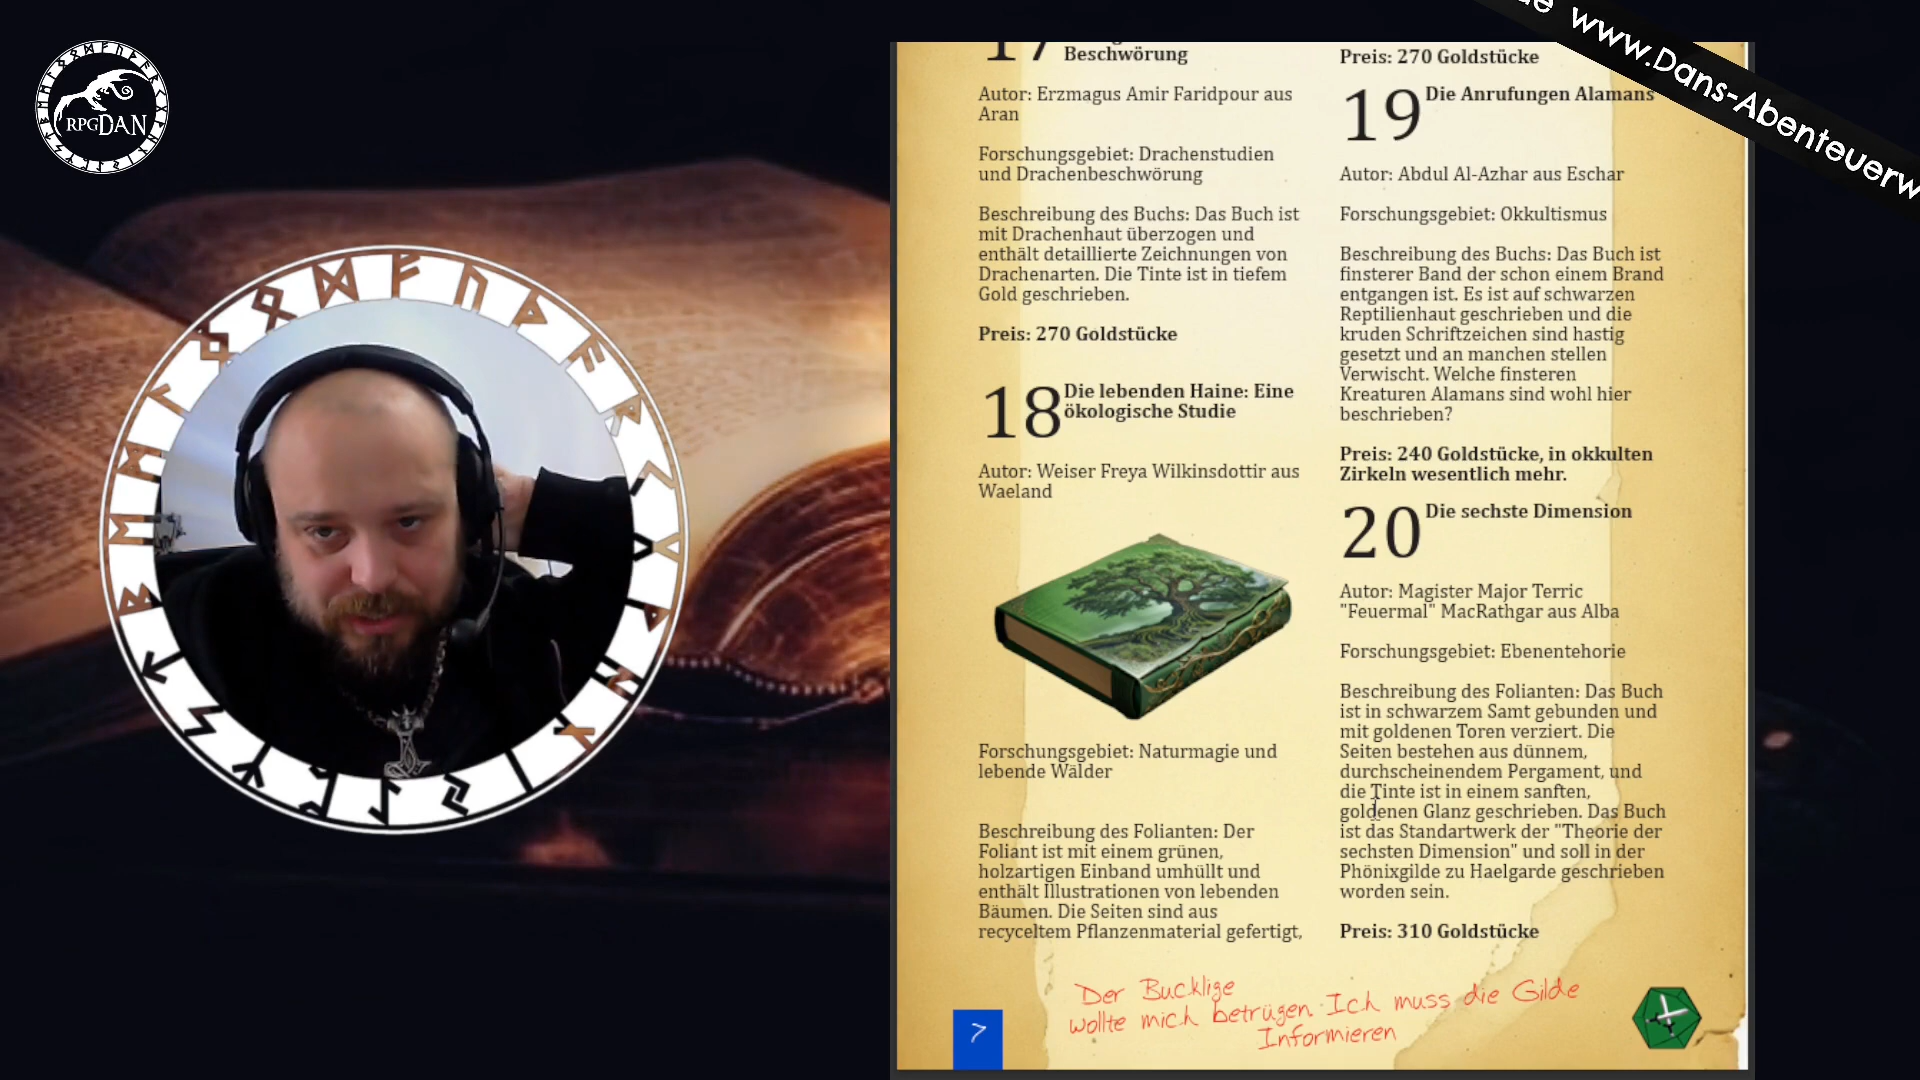 RPGDAN
www.Dans-Abenteuerw
17
Beschwörung
Autor: Erzmagus Amir Faridpour aus
Aran
Forschungsgebiet: Drachenstudien
und Drachenbeschwörung
Beschreibung des Buchs: Das Buch ist
mit Drachenhaut überzogen und
enthält detaillierte Zeichnungen von
Drachenarten. Die Tinte ist in tiefem
Gold geschrieben.
Preis: 270 Goldstücke
18
Die lebenden Haine: Eine
ökologische Studie
Autor: Weiser Freya Wilkinsdottir aus
Waeland
Forschungsgebiet: Naturmagie und
lebende Wälder
Beschreibung des Folianten: Der
Foliant ist mit einem grünen,
holzartigen Einband umhüllt und
enthält Illustrationen von lebenden
Bäumen. Die Seiten sind aus
recyceltem Pflanzenmaterial gefertigt,
Preis: 270 Goldstücke
19
Die Anrufungen Alamans
Autor: Abdul Al-Azhar aus Eschar
Forschungsgebiet: Okkultismus
Beschreibung des Buchs: Das Buch ist
finsterer Band der schon einem Brand
entgangen ist. Es ist auf schwarzen
Reptilienhaut geschrieben und die
kruden Schriftzeichen sind hastig
gesetzt und an manchen stellen
Verwischt. Welche finsteren
Kreaturen Alamans sind wohl hier
beschrieben?
Preis: 240 Goldstücke, in okkulten
Zirkeln wesentlich mehr.
20
Die sechste Dimension
Autor: Magister Major Terric
"Feuermal" MacRathgar aus Alba
Forschungsgebiet: Ebenentehorie
Beschreibung des Folianten: Das Buch
ist in schwarzem Samt gebunden und
mit goldenen Toren verziert. Die
Seiten bestehen aus dünnem,
durchscheinendem Pergament, und
die Tinte ist in einem sanften,
goldenen Glanz geschrieben. Das Buch
ist das Standartwerk der "Theorie der
sechsten Dimension" und soll in der
Phönixgilde zu Haelgarde geschrieben
worden sein.
Preis: 310 Goldstücke
Der Bucklige
wollte mich betrügen. Ich muss die Gilde
Informieren
7